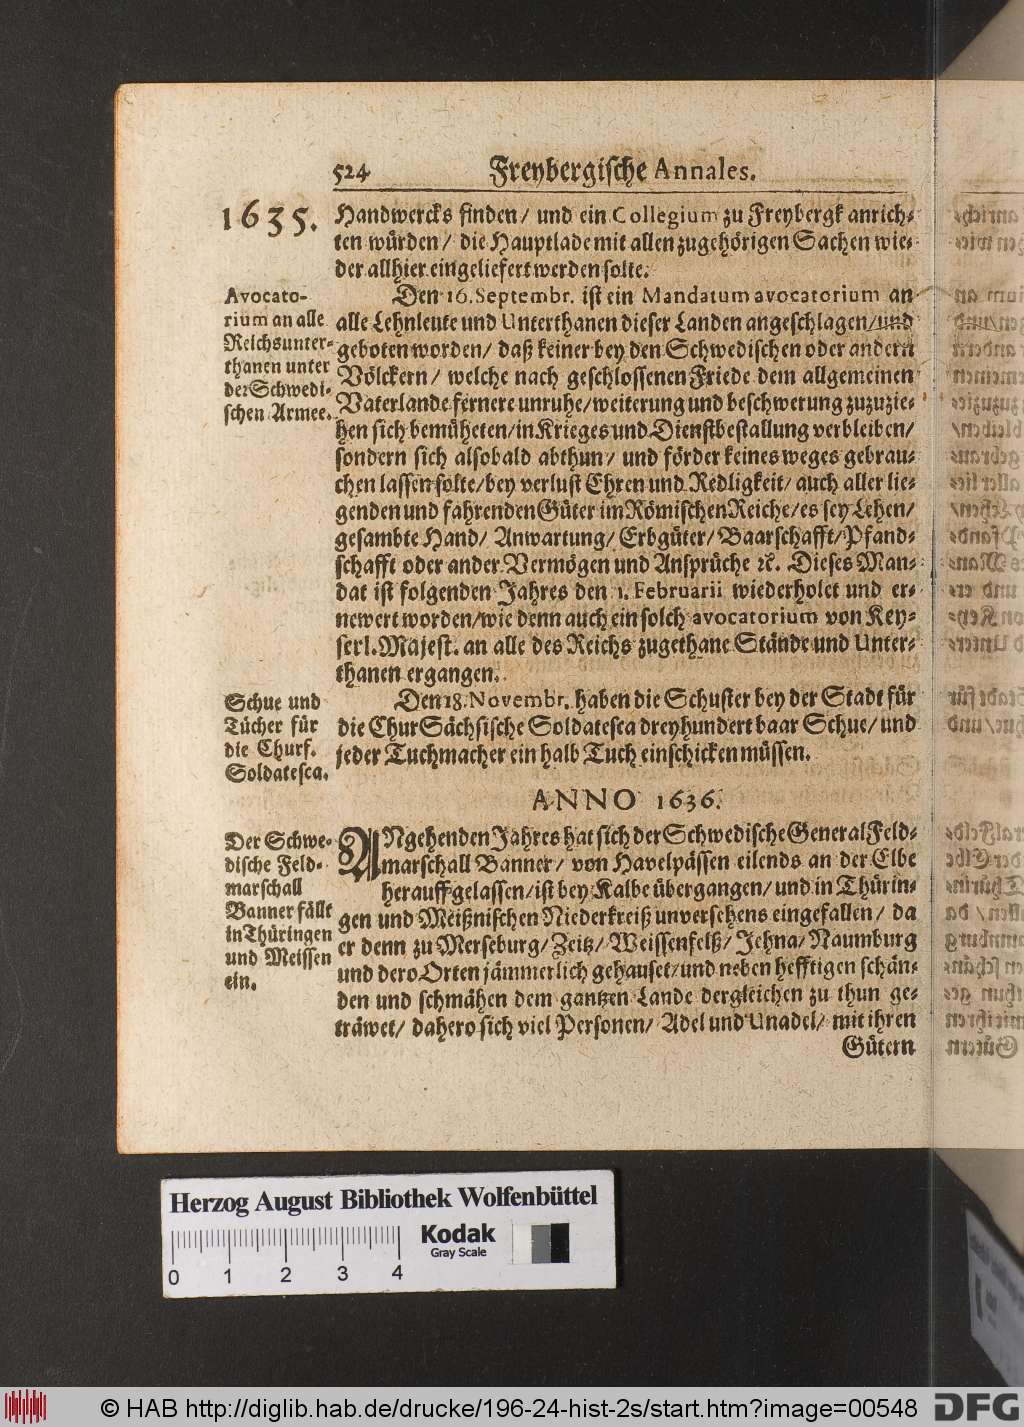 524 Freybergische Annales.
1635.
Handwercks finden/ und ein Collegium zu Freybergk anrich-
ten würden/ die Hauptlade mit allen zugehörigen Sachen wie-
der allhier eingeliefert werden solte.
Avocato-
rium an alle
Reichsunter-
thanen unter
der Schwedi-
schen Armee.
Den 16. Septembr. ist ein Mandatum avocatorium an
alle Lehnleute und Unterthanen dieser Landen angeschlagen/und
geboten worden/ daß keiner bey den Schwedischen oder andern
Völckern/ welche nach geschlossenen Friede dem allgemeinen
Vaterlande fernere unruhe/weiterung und beschwerung zuzuzie-
hen sich bemüheten/in Krieges und Dienstbestallung verbleiben/
sondern sich alsobald abthun/ und förder keines weges gebrau-
chen lassen solte/bey verlust Ehren und Redligkeit/ auch aller lie-
genden und fahrenden Güter im Römischen Reiche/es sey Lehen/
gesambte Hand/ Anwartung/ Erbgüter/ Baarschafft/Pfand-
schafft oder ander Vermögen und Ansprüche ꝛc. Dieses Man-
dat ist folgenden Jahres den 1. Februarii wiederholet und er-
newert worden/wie denn auch ein solch avocatorium von Key-
serl. Majest. an alle des Reichs zugethane Stände und Unter-
thanen ergangen.
Schue und
Tücher für
die Churf.
Soldatesca.
Den 18. Novembr. haben die Schuster bey der Stadt für
die ChurSächsische Soldatesca dreyhundert baar Schue/ und
jeder Tuchmacher ein halb Tuch einschicken müssen.
ANNO 1636.
Der Schwe-
dische Feld-
marschall
Banner fällt
in Thüringen
und Meissen
ein.
ANgehenden Jahres hat sich der Schwedische General Feld-
marschall Banner/ von Havelpässen eilends an der Elbe
herauff gelassen/ist bey Kalbe übergangen/ und in Thürin-
gen und Meißnischen Niederkreiß unversehens eingefallen/ da
er denn zu Merseburg/Zeitz/ Weissenfelß/ Jehna/ Naumburg
und dero Orten jämmerlich gehauset/und neben hefftigen schän-
den und schmähen dem gantzen Lande dergleichen zu thun ge-
träwet/ dahero sich viel Personen/ Adel und Unadel/ mit ihren
Gütern
Herzog August Bibliothek Wolfenbüttel
Kodak
Gray Scale
0 1 2 3 4
© HAB http://diglib.hab.de/drucke/196-24-hist-2s/start.htm?image=00548
DFG